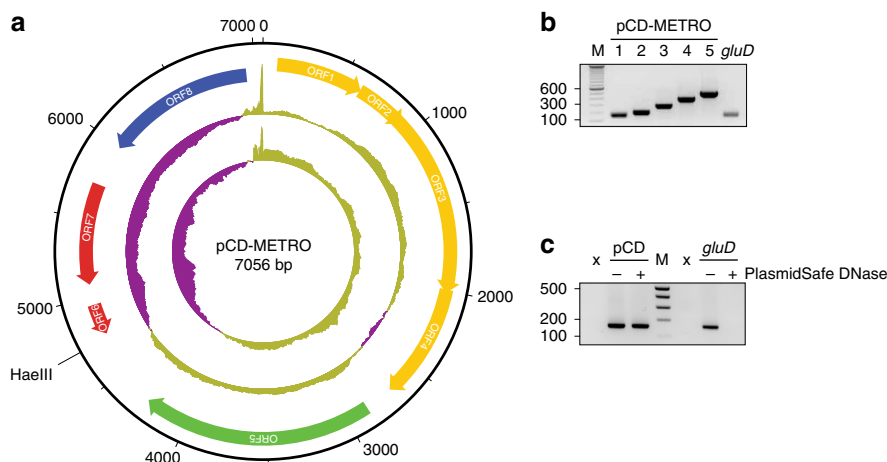 a
7000 0
1000
2000
3000
4000
5000
6000
HaeIII
ORF1
ORF2
ORF3
ORF4
ORF5
ORF6
ORF7
ORF8
pCD-METRO
7056 bp
b
pCD-METRO
M 1 2 3 4 5 gluD
600
300
100
c
x pCD M x gluD
– + – + PlasmidSafe DNase
500
200
100